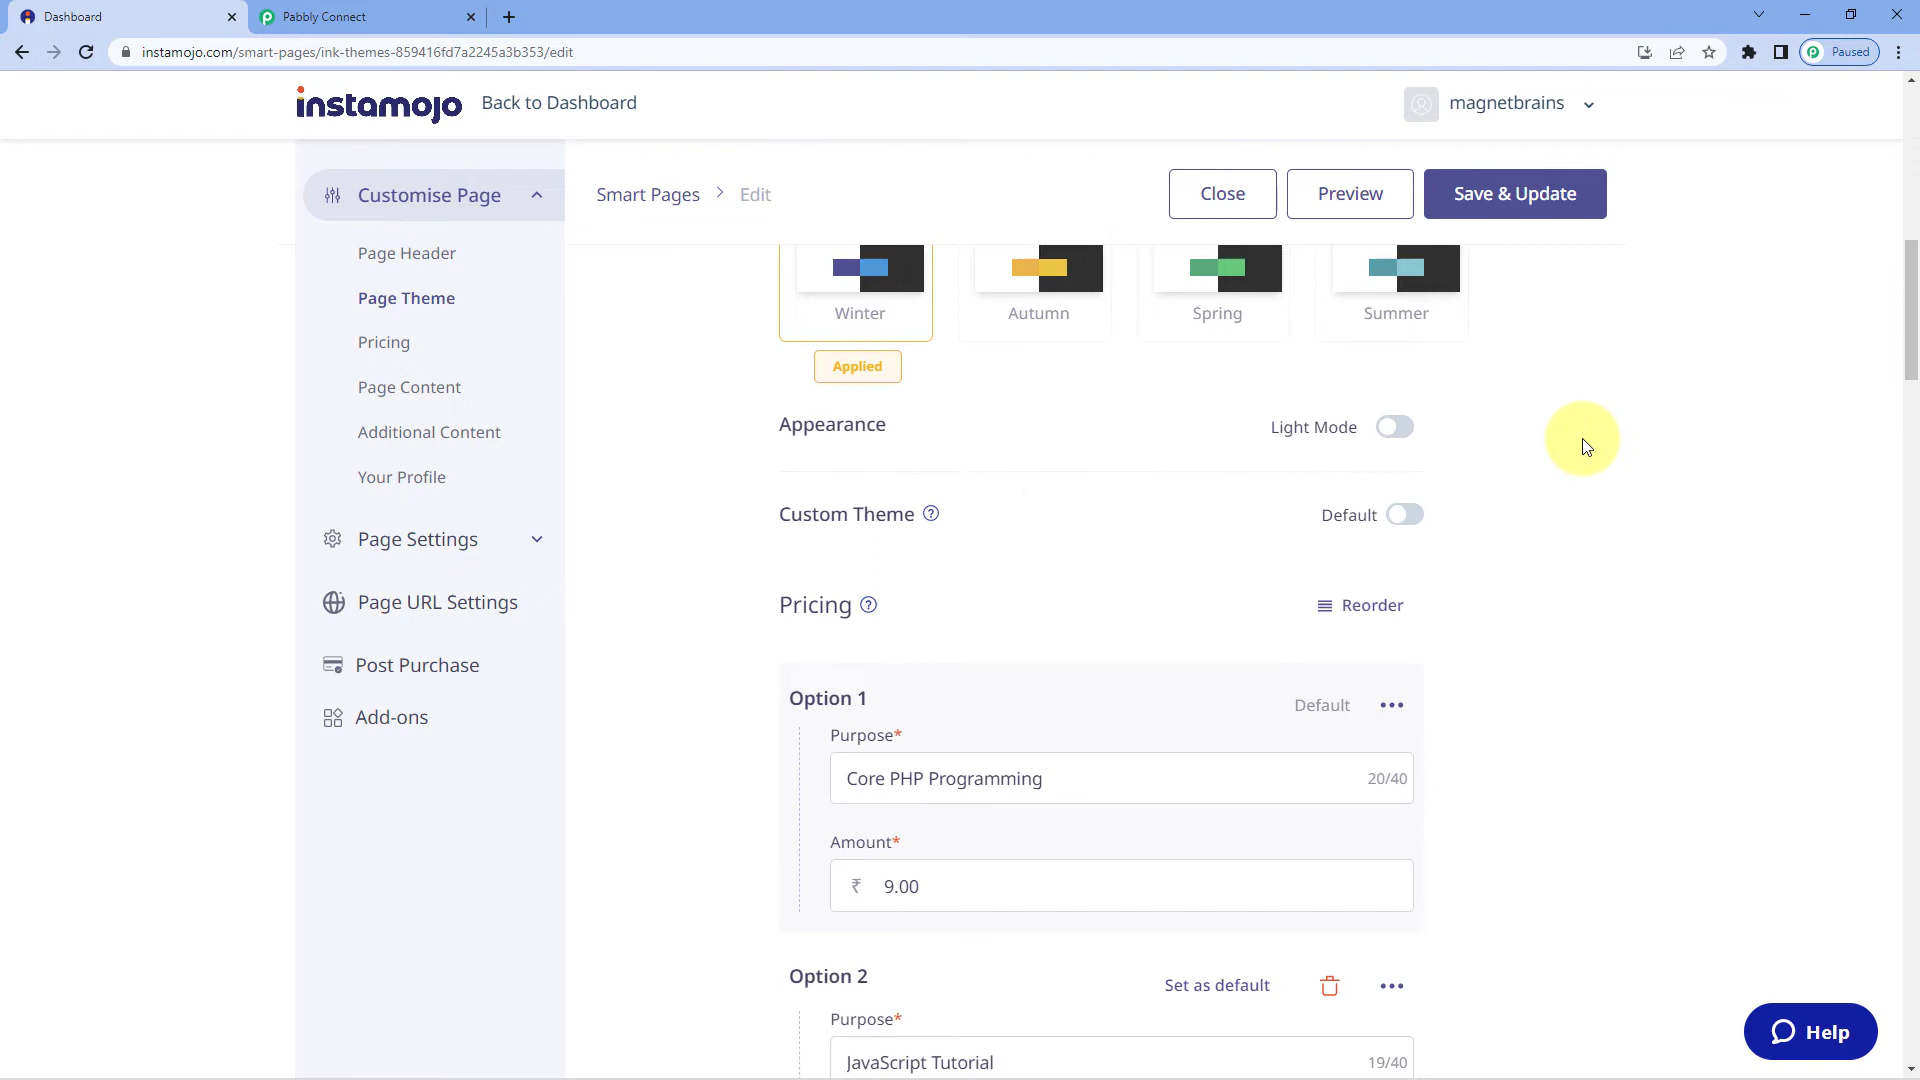 Dashboard
Pabbly Connect
instamojo.com/smart-pages/ink-themes-859416fd7a2245a3b353/edit
Paused
instamojo
Back to Dashboard
magnetbrains
Customise Page
Smart Pages > Edit
Close
Preview
Save & Update
Page Header
Page Theme
Pricing
Page Content
Additional Content
Your Profile
Page Settings
Page URL Settings
Post Purchase
Add-ons
Winter
Autumn
Spring
Summer
Applied
Appearance
Light Mode
Custom Theme ?
Default
Pricing ?
Reorder
Option 1
Default
Purpose*
Core PHP Programming
20/40
Amount*
₹ 9.00
Option 2
Set as default
Purpose*
JavaScript Tutorial
19/40
Help